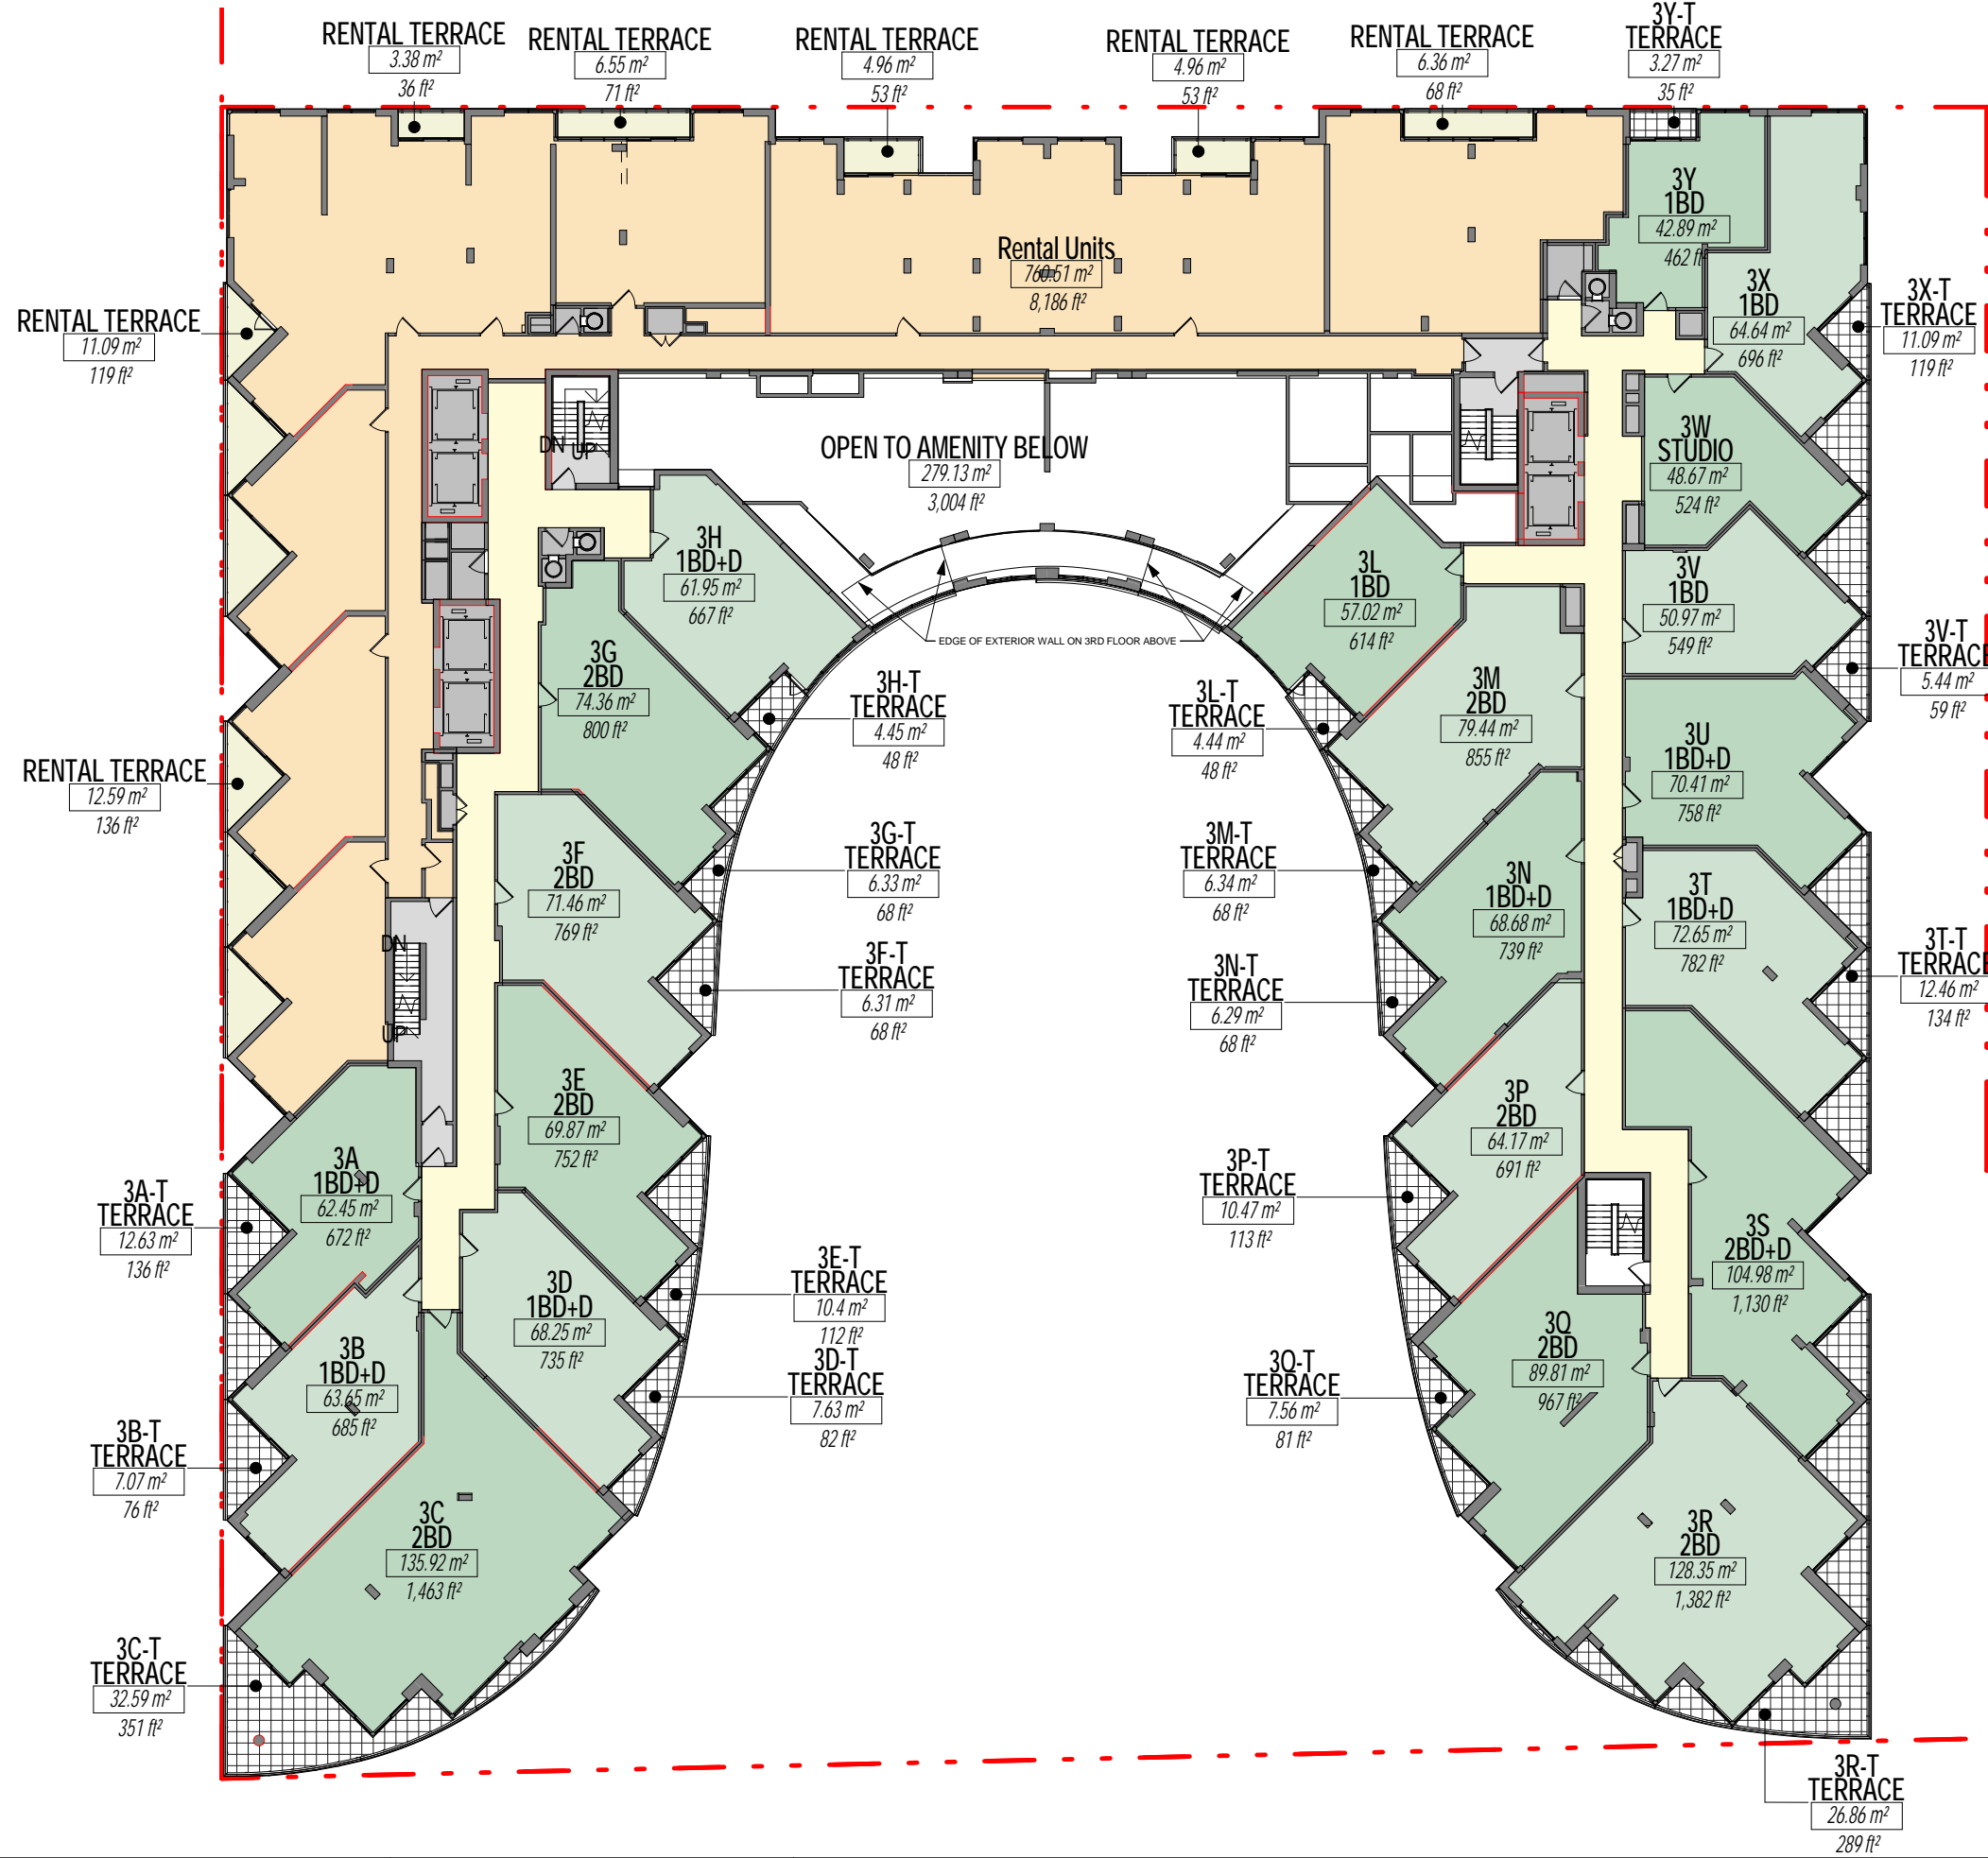 RENTAL TERRACE
3.38 m²
36 ft²
RENTAL TERRACE
6.55 m²
71 ft²
RENTAL TERRACE
4.96 m²
53 ft²
RENTAL TERRACE
4.96 m²
53 ft²
RENTAL TERRACE
6.36 m²
68 ft²
3Y-T
TERRACE
3.27 m²
35 ft²
3Y
1BD
42.89 m²
462 ft²
Rental Units
760.51 m²
8,186 ft²
3X
1BD
64.64 m²
696 ft²
3X-T
TERRACE
11.09 m²
119 ft²
RENTAL TERRACE
11.09 m²
119 ft²
DN
UP
OPEN TO AMENITY BELOW
279.13 m²
3,004 ft²
3W
STUDIO
48.67 m²
524 ft²
3H
1BD+D
61.95 m²
667 ft²
3L
1BD
57.02 m²
614 ft²
3V
1BD
50.97 m²
549 ft²
EDGE OF EXTERIOR WALL ON 3RD FLOOR ABOVE
3V-T
TERRACE
5.44 m²
59 ft²
3G
2BD
74.36 m²
800 ft²
3H-T
TERRACE
4.45 m²
48 ft²
3L-T
TERRACE
4.44 m²
48 ft²
3M
2BD
79.44 m²
855 ft²
3U
1BD+D
70.41 m²
758 ft²
RENTAL TERRACE
12.59 m²
136 ft²
3F
2BD
71.46 m²
769 ft²
3G-T
TERRACE
6.33 m²
68 ft²
3M-T
TERRACE
6.34 m²
68 ft²
3N
1BD+D
68.68 m²
739 ft²
3T
1BD+D
72.65 m²
782 ft²
3T-T
TERRACE
12.46 m²
134 ft²
DN
UP
3F-T
TERRACE
6.31 m²
68 ft²
3N-T
TERRACE
6.29 m²
68 ft²
3E
2BD
69.87 m²
752 ft²
3P
2BD
64.17 m²
691 ft²
3A
1BD+D
62.45 m²
672 ft²
3A-T
TERRACE
12.63 m²
136 ft²
3P-T
TERRACE
10.47 m²
113 ft²
3S
2BD+D
104.98 m²
1,130 ft²
3D
1BD+D
68.25 m²
735 ft²
3E-T
TERRACE
10.4 m²
112 ft²
3D-T
TERRACE
7.63 m²
82 ft²
3Q-T
TERRACE
7.56 m²
81 ft²
3Q
2BD
89.81 m²
967 ft²
3B
1BD+D
63.65 m²
685 ft²
3B-T
TERRACE
7.07 m²
76 ft²
3C
2BD
135.92 m²
1,463 ft²
3R
2BD
128.35 m²
1,382 ft²
3C-T
TERRACE
32.59 m²
351 ft²
3R-T
TERRACE
26.86 m²
289 ft²